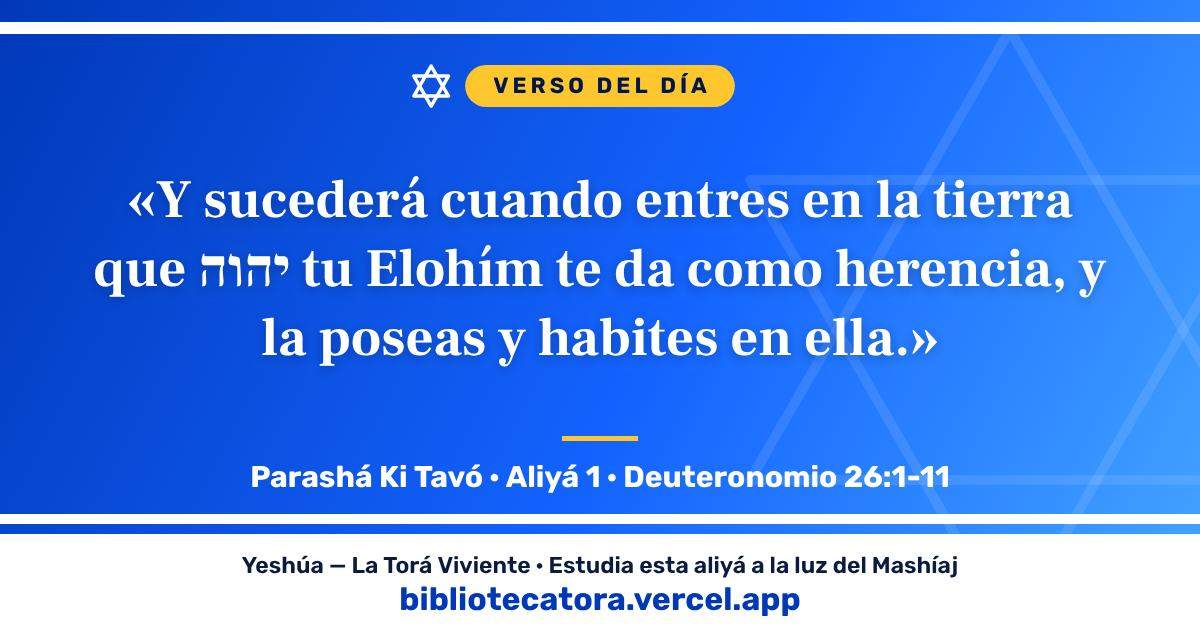 VERSO DEL DÍA
«Y sucederá cuando entres en la tierra
que יהוה tu Elohím te da como herencia, y
la poseas y habites en ella.»
Parashá Ki Tavó • Aliyá 1 • Deuteronomio 26:1-11
Yeshúa — La Torá Viviente • Estudia esta aliyá a la luz del Mashíaj
bibliotecatora.vercel.app